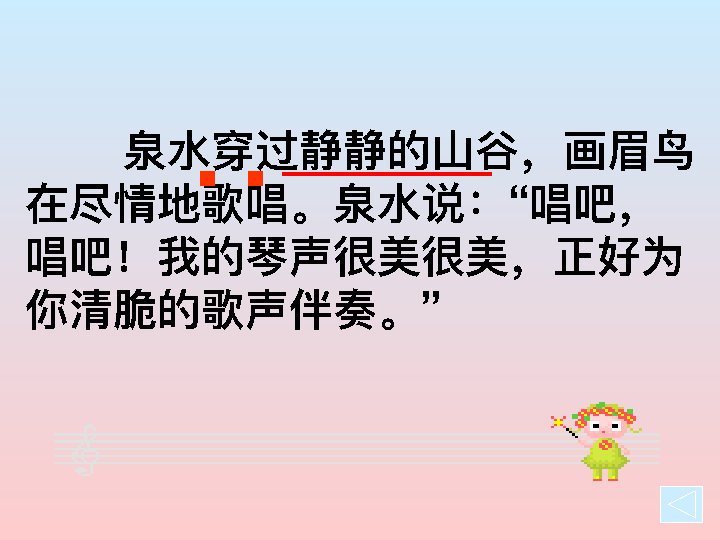 泉水穿过静静的山谷，画眉鸟
在尽情地歌唱。泉水说：“唱吧，
唱吧！我的琴声很美很美，正好为
你清脆的歌声伴奏。”